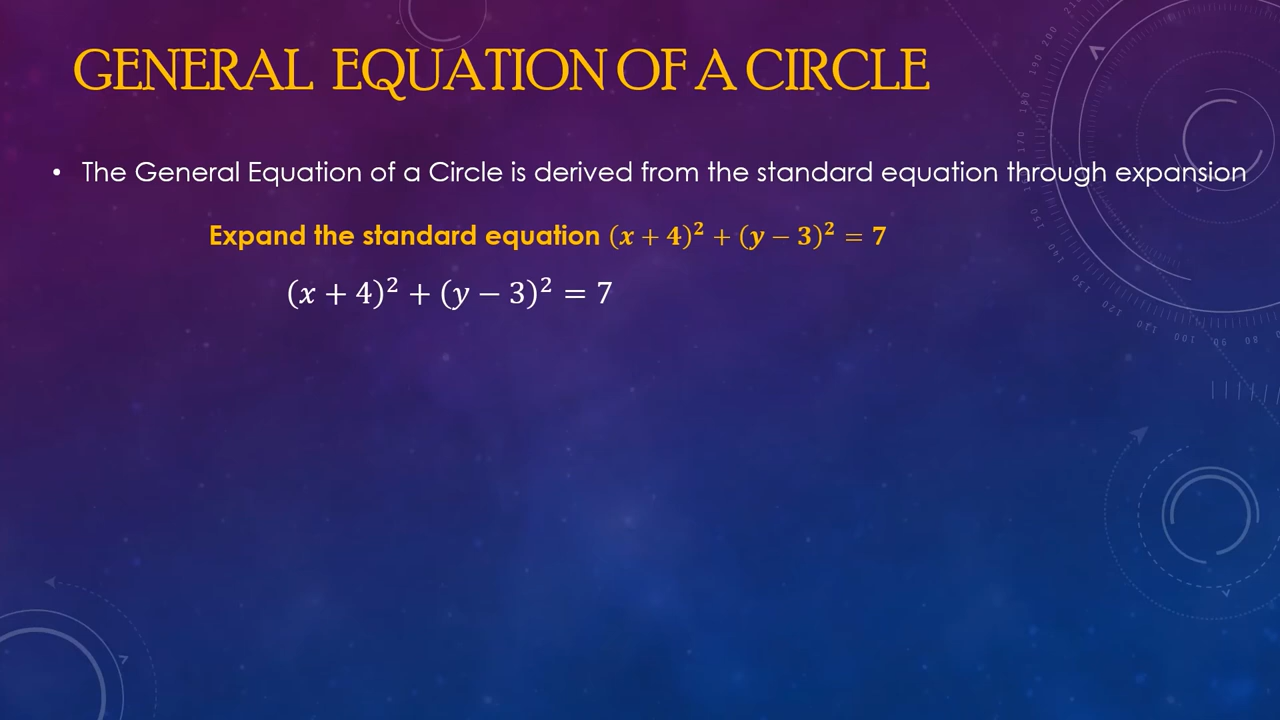 GENERAL EQUATION OF A CIRCLE
• The General Equation of a Circle is derived from the standard equation through expansion
Expand the standard equation (x + 4)² + (y − 3)² = 7
(x + 4)² + (y − 3)² = 7